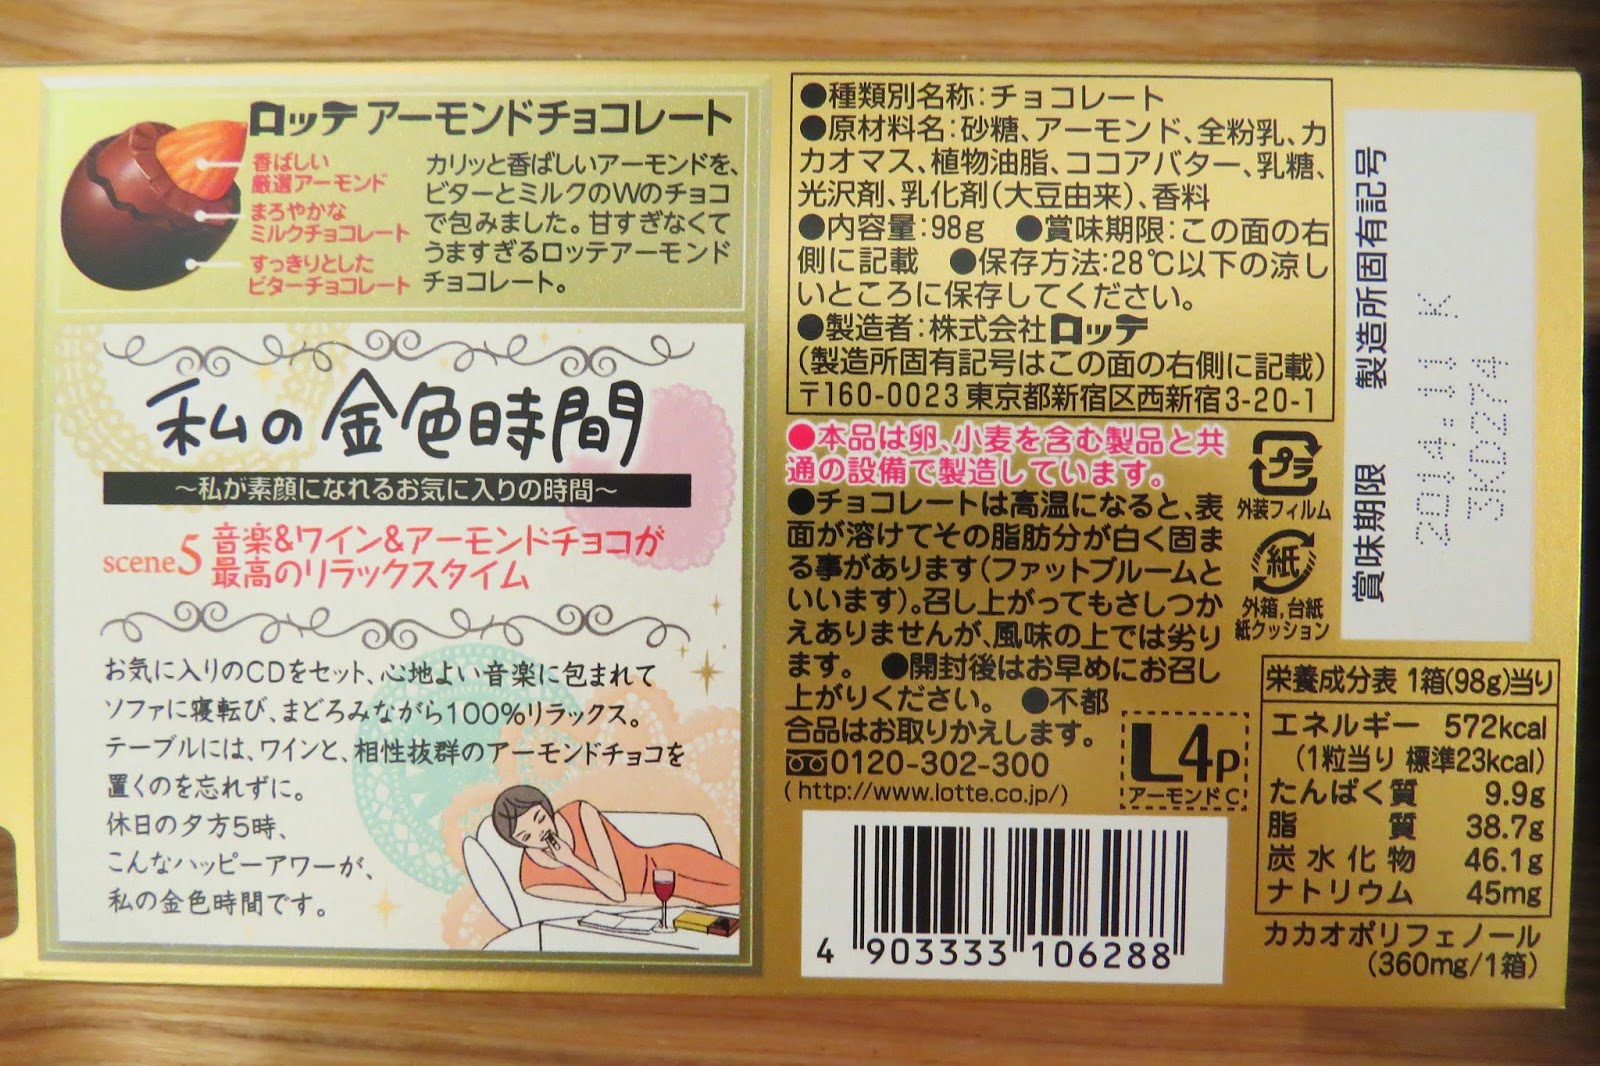 ロッテ アーモンドチョコレート
香ばしい
厳選アーモンド
まろやかな
ミルクチョコレート
すっきりとした
ビターチョコレート
カリッと香ばしいアーモンドを、
ビターとミルクのWのチョコ
で包みました。甘すぎなくて
うますぎるロッテアーモンド
チョコレート。
私の金色時間
～私が素顔になれるお気に入りの時間～
scene5 音楽&ワイン&アーモンドチョコが
最高のリラックスタイム
お気に入りのCDをセット、心地よい音楽に包まれて
ソファに寝転び、まどろみながら100%リラックス。
テーブルには、ワインと、相性抜群のアーモンドチョコを
置くのを忘れずに。
休日の夕方5時、
こんなハッピーアワーが、
私の金色時間です。
●種類別名称:チョコレート
●原材料名:砂糖、アーモンド、全粉乳、カ
カオマス、植物油脂、ココアバター、乳糖、
光沢剤、乳化剤(大豆由来)、香料
●内容量:98g ●賞味期限:この面の右
側に記載 ●保存方法:28℃以下の涼し
いところに保存してください。
●製造者:株式会社ロッテ
(製造所固有記号はこの面の右側に記載)
〒160-0023 東京都新宿区西新宿3-20-1
●本品は卵、小麦を含む製品と共
通の設備で製造しています。
●チョコレートは高温になると、表
面が溶けてその脂肪分が白く固ま
る事があります(ファットブルームと
いいます)。召し上がってもさしつか
えありませんが、風味の上では劣り
ます。 ●開封後はお早めにお召し
上がりください。 ●不都
合品はお取りかえします。
0120-302-300
(http://www.lotte.co.jp/)
プラ
外装フィルム
紙
外箱,台紙
紙クッション
L4P
アーモンドC
4 903333 106288
賞味期限 製造所固有記号
2014.11 K
3KD274
栄養成分表 1箱(98g)当り
エネルギー 572kcal
(1粒当り 標準23kcal)
たんぱく質 9.9g
脂質 38.7g
炭水化物 46.1g
ナトリウム 45mg
カカオポリフェノール
(360mg/1箱)